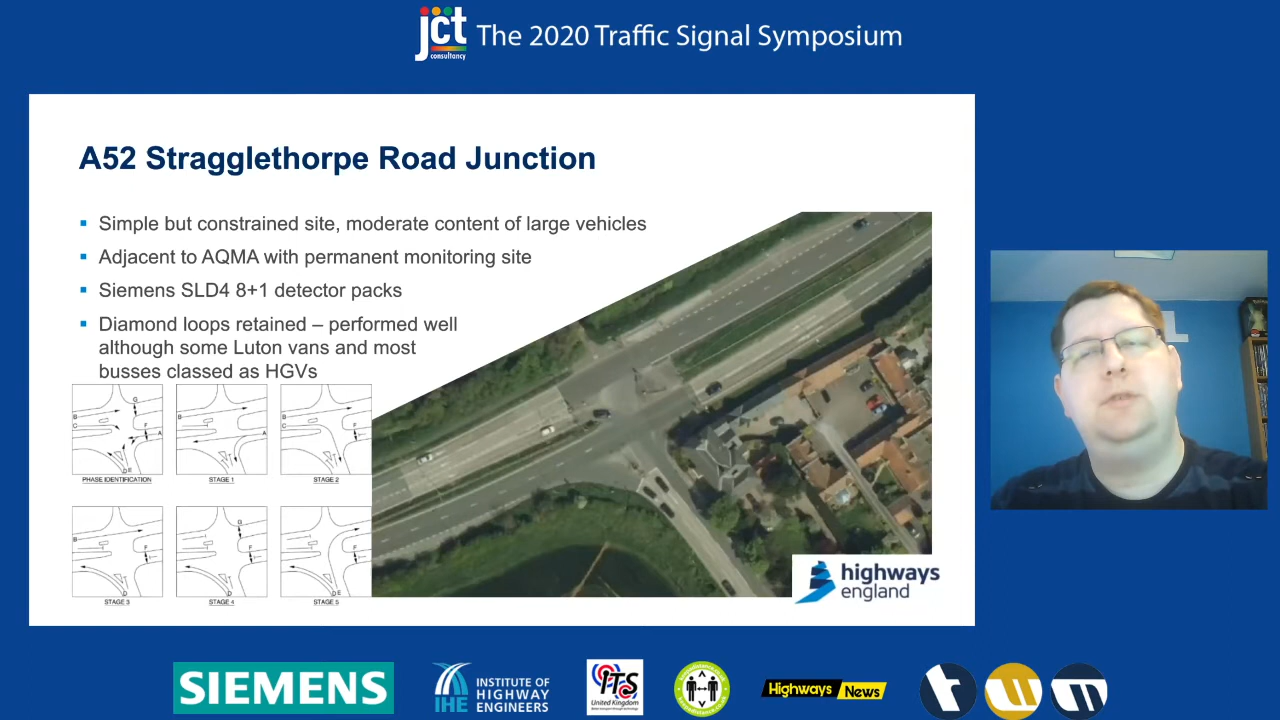 jct
consultancy
The 2020 Traffic Signal Symposium
A52 Stragglethorpe Road Junction
Simple but constrained site, moderate content of large vehicles
Adjacent to AQMA with permanent monitoring site
Siemens SLD4 8+1 detector packs
Diamond loops retained – performed well
although some Luton vans and most
busses classed as HGVs
PHASE IDENTIFICATION
STAGE 1
STAGE 2
STAGE 3
STAGE 4
STAGE 5
highways
england
SIEMENS
IHE
INSTITUTE OF
HIGHWAY
ENGINEERS
ITS
United Kingdom
Highways News